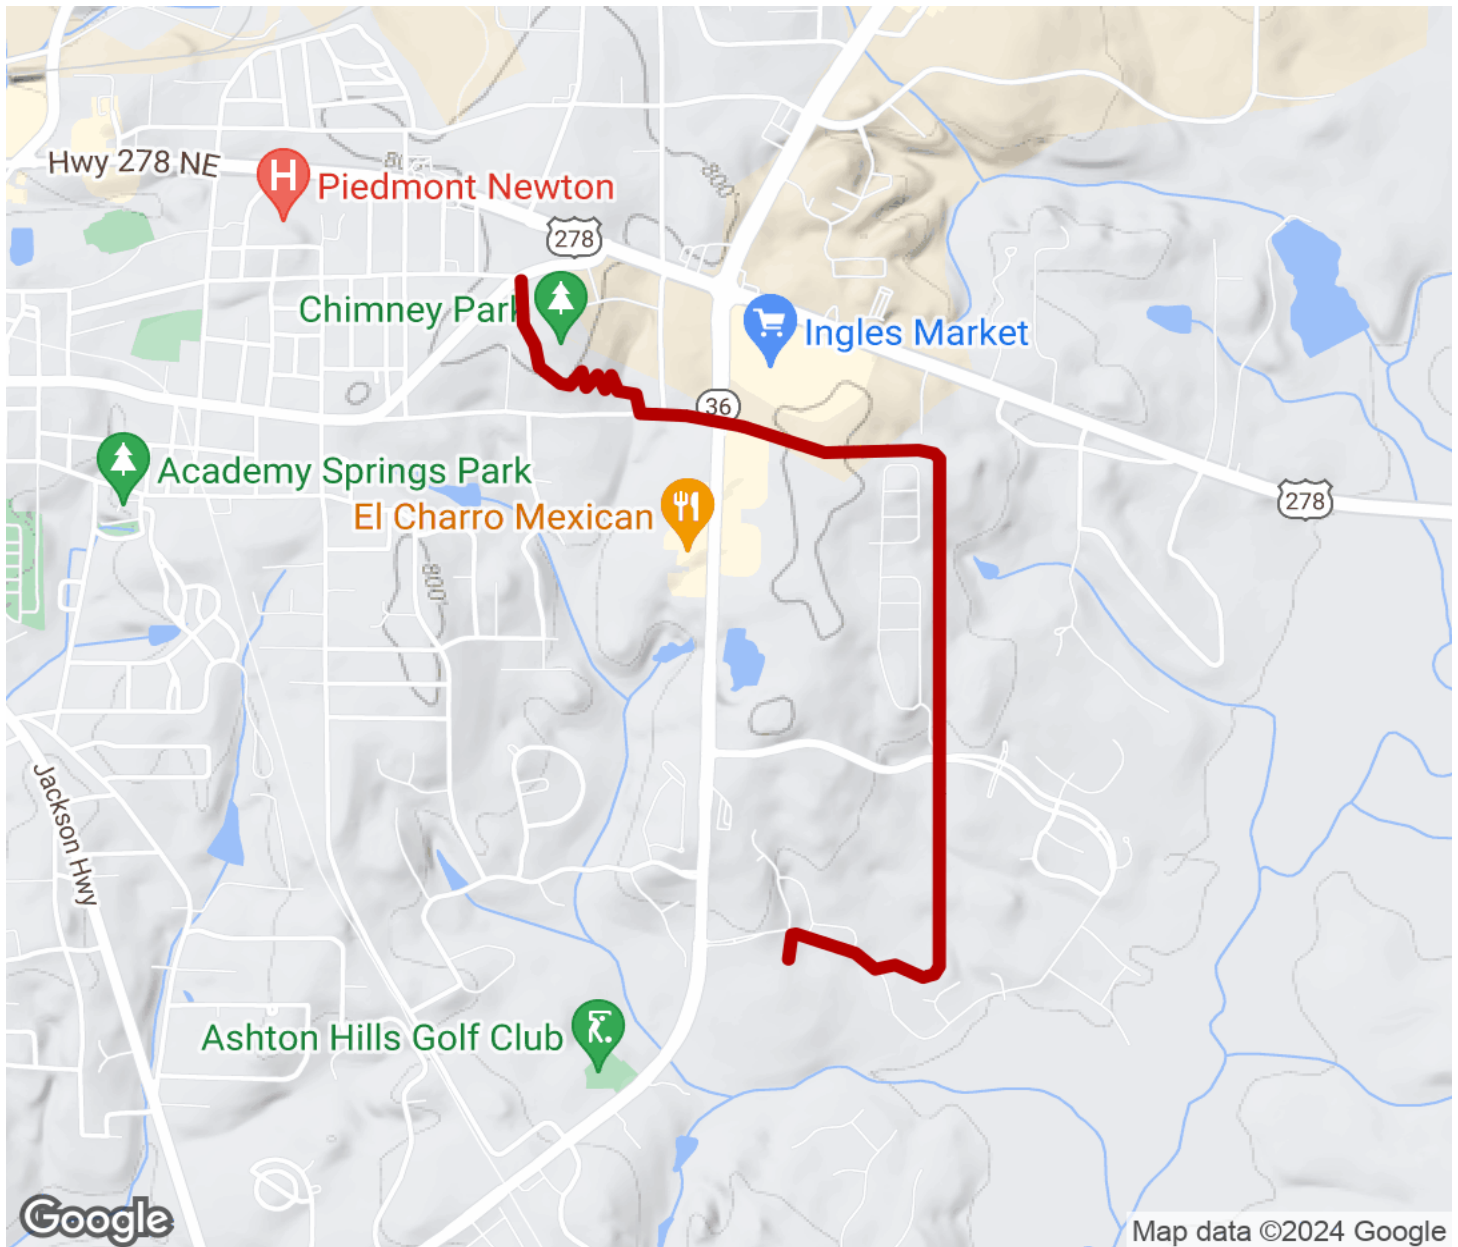 Hwy 278 NE
800'
800'
H
Piedmont Newton
278
Chimney Park
Ingles Market
36
Academy Springs Park
El Charro Mexican
278
800'
Jackson Hwy
Ashton Hills Golf Club
Google
Map data ©2024 Google